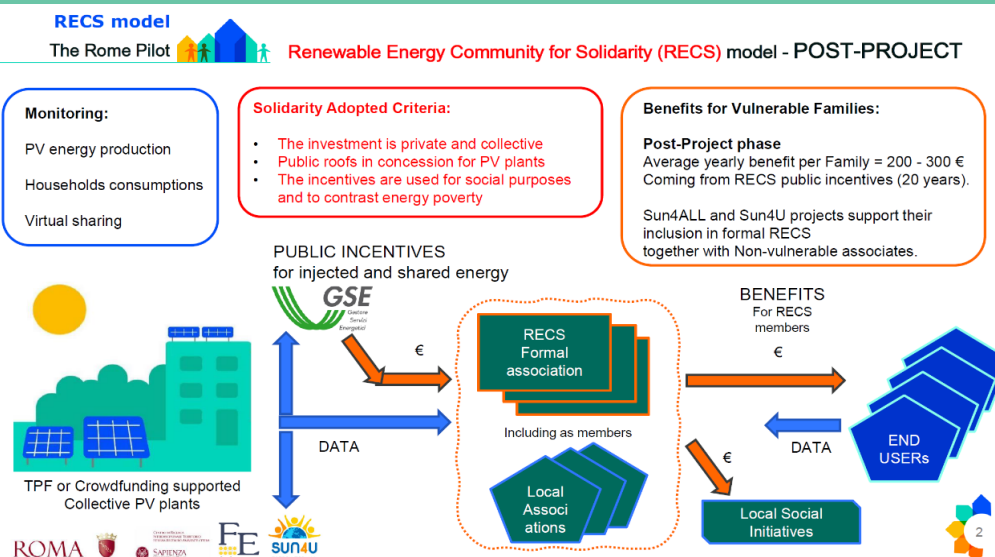 RECS model
The Rome Pilot
Renewable Energy Community for Solidarity (RECS) model - POST-PROJECT
Monitoring:
PV energy production
Households consumptions
Virtual sharing
Solidarity Adopted Criteria:
• The investment is private and collective
• Public roofs in concession for PV plants
• The incentives are used for social purposes
and to contrast energy poverty
Benefits for Vulnerable Families:
Post-Project phase
Average yearly benefit per Family = 200 - 300 €
Coming from RECS public incentives (20 years).
Sun4ALL and Sun4U projects support their
inclusion in formal RECS
together with Non-vulnerable associates.
PUBLIC INCENTIVES
for injected and shared energy
GSE
Gestore
Servizi
Energetici
€
DATA
RECS
Formal
association
Including as members
Local
Associ
ations
BENEFITS
For RECS
members
€
DATA
END
USERs
€
Local Social
Initiatives
TPF or Crowdfunding supported
Collective PV plants
ROMA
SAPIENZA
FE
SUN4U
2